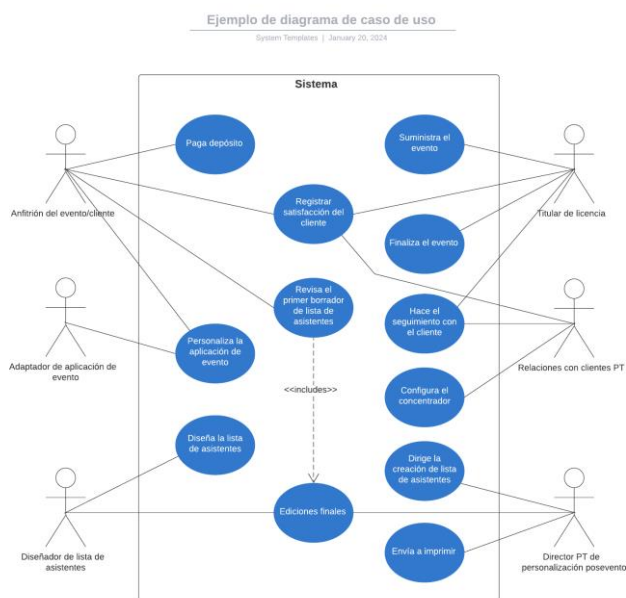 Ejemplo de diagrama de caso de uso
System Templates | January 20, 2024
Sistema
Paga depósito
Suministra el
evento
Anfitrión del evento/cliente
Registrar
satisfacción del
cliente
Titular de licencia
Finaliza el evento
Revisa el
primer borrador
de lista de
asistentes
Hace el
seguimiento con
el cliente
Personaliza la
aplicación de
evento
Adaptador de aplicación de
evento
Relaciones con clientes PT
<<includes>>
Configura el
concentrador
Diseña la lista
de asistentes
Dirige la
creación de lista
de asistentes
Ediciones finales
Diseñador de lista de
asistentes
Envía a imprimir
Director PT de
personalización posevento